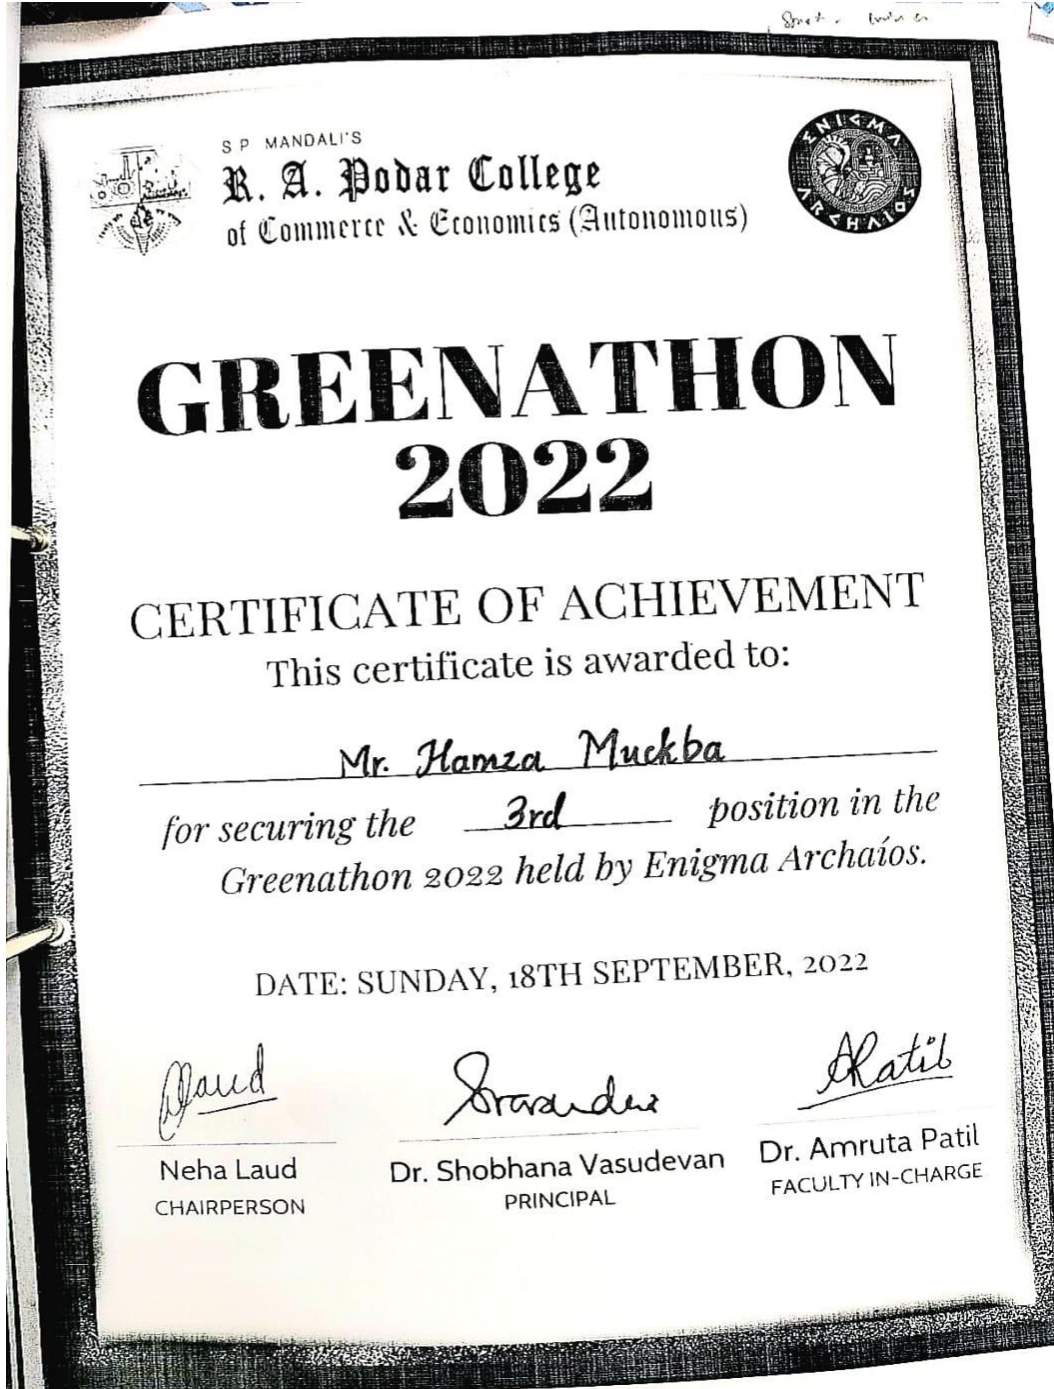 S P MANDALI'S
R. A. Podar College
of Commerce & Economics (Autonomous)
ENIGMA
ARCHAIOS
GREENATHON
2022
CERTIFICATE OF ACHIEVEMENT
This certificate is awarded to:
Mr. Hamza Muckba
for securing the 3rd position in the
Greenathon 2022 held by Enigma Archaíos.
DATE: SUNDAY, 18TH SEPTEMBER, 2022
Neha Laud
CHAIRPERSON
Dr. Shobhana Vasudevan
PRINCIPAL
Dr. Amruta Patil
FACULTY IN-CHARGE